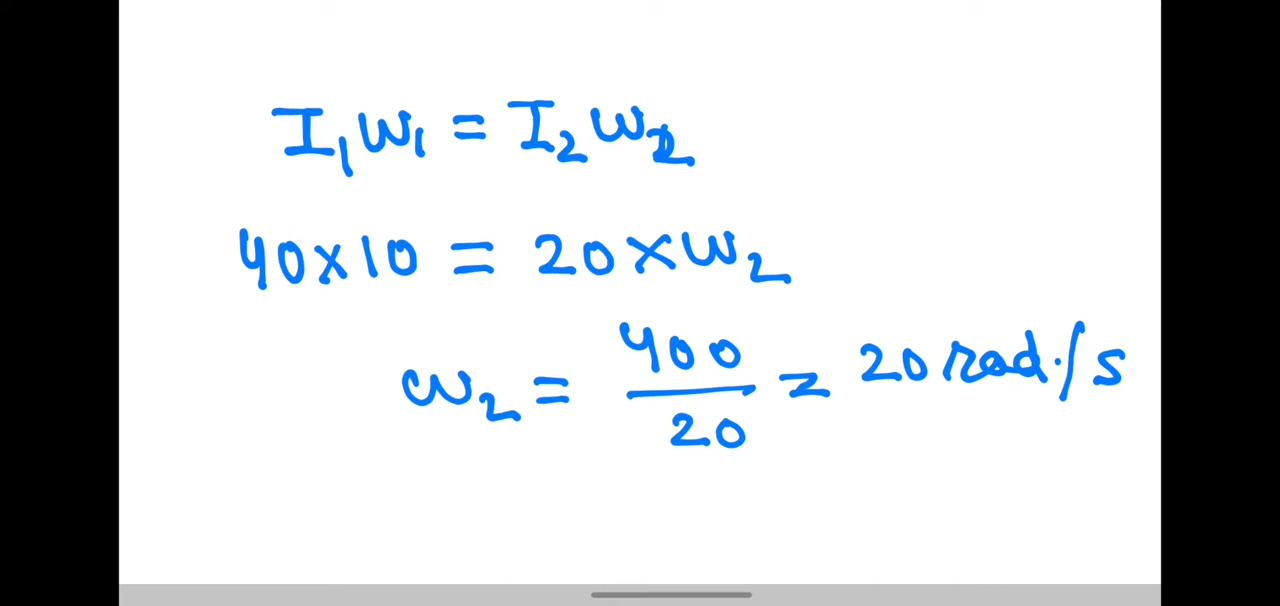 I₁w₁ = I₂w₂
40×10 = 20×w₂
w₂ = 400/20 = 20 rad./s